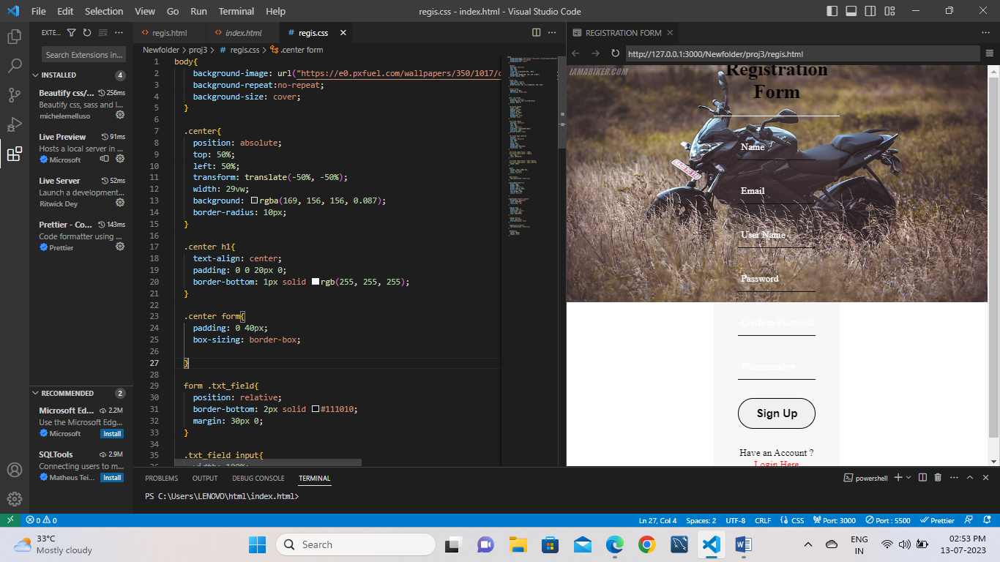 File Edit Selection View Go Run Terminal Help
regis.css - index.html - Visual Studio Code
EXTE...
Search Extensions in...
INSTALLED 4
Beautify css/... 256ms
Beautify css, sass and l...
michelemelluso
Live Preview 91ms
Hosts a local server in ...
Microsoft
Live Server 52ms
Launch a development...
Ritwick Dey
Prettier - Co... 143ms
Code formatter using ...
Prettier
RECOMMENDED 2
Microsoft Ed... 2.2M
Use the Microsoft Edg...
Microsoft Install
SQLTools 2.9M
Connecting users to m...
Matheus Tei... Install
regis.html index.html regis.css
Newfolder > proj3 > # regis.css > .center form
1 body{
2 background-image: url("https://e0.pxfuel.com/wallpapers/350/1017/
3 background-repeat:no-repeat;
4 background-size: cover;
5 }
6
7 .center{
8 position: absolute;
9 top: 50%;
10 left: 50%;
11 transform: translate(-50%, -50%);
12 width: 29vw;
13 background: rgba(169, 156, 156, 0.087);
14 border-radius: 10px;
15 }
16
17 .center h1{
18 text-align: center;
19 padding: 0 0 20px 0;
20 border-bottom: 1px solid rgb(255, 255, 255);
21 }
22
23 .center form{
24 padding: 0 40px;
25 box-sizing: border-box;
26
27 }
28
29 form .txt_field{
30 position: relative;
31 border-bottom: 2px solid #111010;
32 margin: 30px 0;
33 }
34
35 .txt_field input{
36 width: 100%;
REGISTRATION FORM
http://127.0.0.1:3000/Newfolder/proj3/regis.html
IAMABIKER.COM
Registration
Form
Name
Email
User Name
Password
Confirm Password
Phonenumber
Sign Up
Have an Account ?
Login Here
PROBLEMS OUTPUT DEBUG CONSOLE TERMINAL
powershell
PS C:\Users\LENOVO\html\index.html>
0 0
Ln 27, Col 4 Spaces: 2 UTF-8 CRLF CSS Port: 3000 Port : 5500 Prettier
33°C
Mostly cloudy
Search
ENG
IN
02:53 PM
13-07-2023